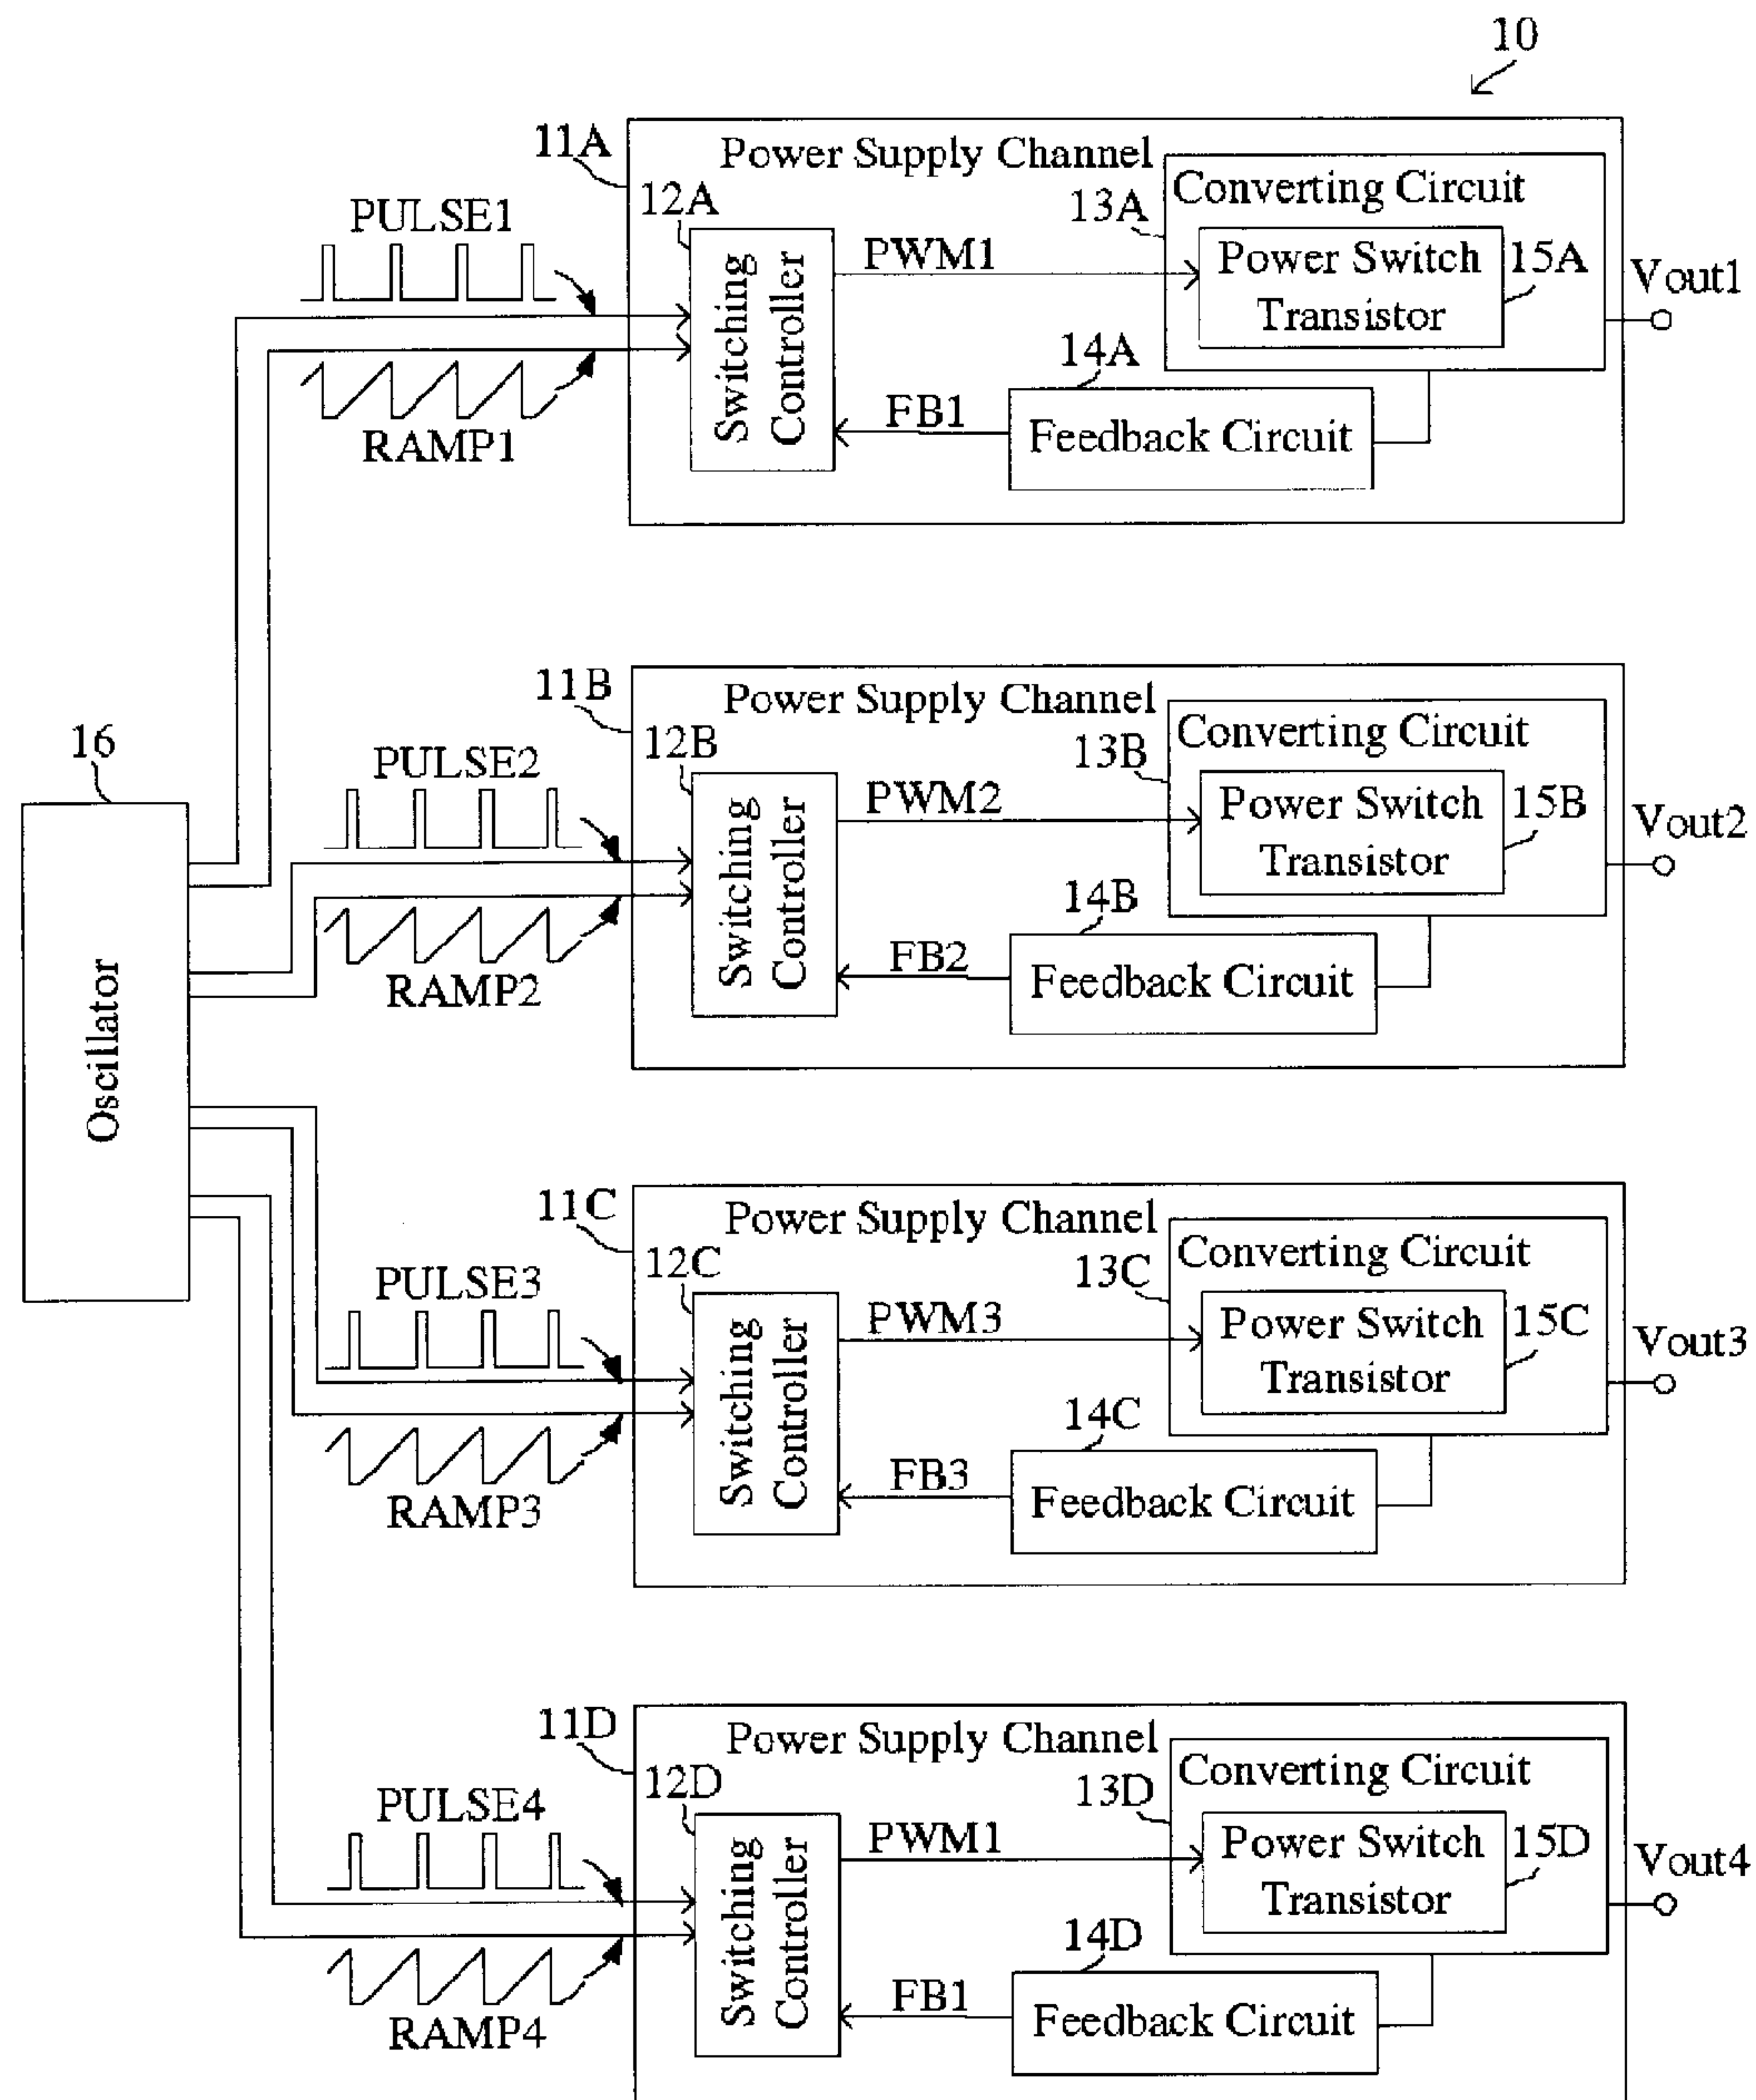 10
11A
Power Supply Channel
12A
13A
Converting Circuit
PULSE1
PWM1
Power Switch
Transistor
15A
Vout1
Switching
Controller
14A
RAMP1
FB1
Feedback Circuit
11B
Power Supply Channel
12B
13B
Converting Circuit
16
PULSE2
PWM2
Power Switch
Transistor
15B
Vout2
Switching
Controller
14B
RAMP2
FB2
Feedback Circuit
Oscillator
11C
Power Supply Channel
12C
13C
Converting Circuit
PULSE3
PWM3
Power Switch
Transistor
15C
Vout3
Switching
Controller
14C
RAMP3
FB3
Feedback Circuit
11D
Power Supply Channel
12D
13D
Converting Circuit
PULSE4
PWM1
Power Switch
Transistor
15D
Vout4
Switching
Controller
14D
RAMP4
FB1
Feedback Circuit